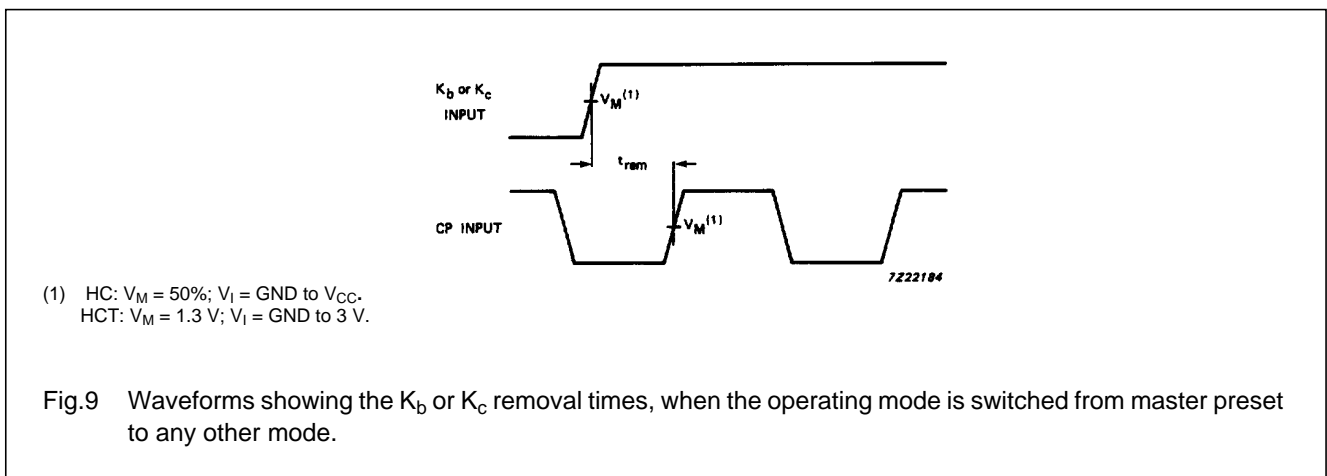 K_b or K_c
INPUT
V_M^(1)
t_rem
CP INPUT
V_M^(1)
7Z22184
(1) HC: V_M = 50%; V_I = GND to V_CC.
HCT: V_M = 1.3 V; V_I = GND to 3 V.
Fig.9 Waveforms showing the K_b or K_c removal times, when the operating mode is switched from master preset
to any other mode.